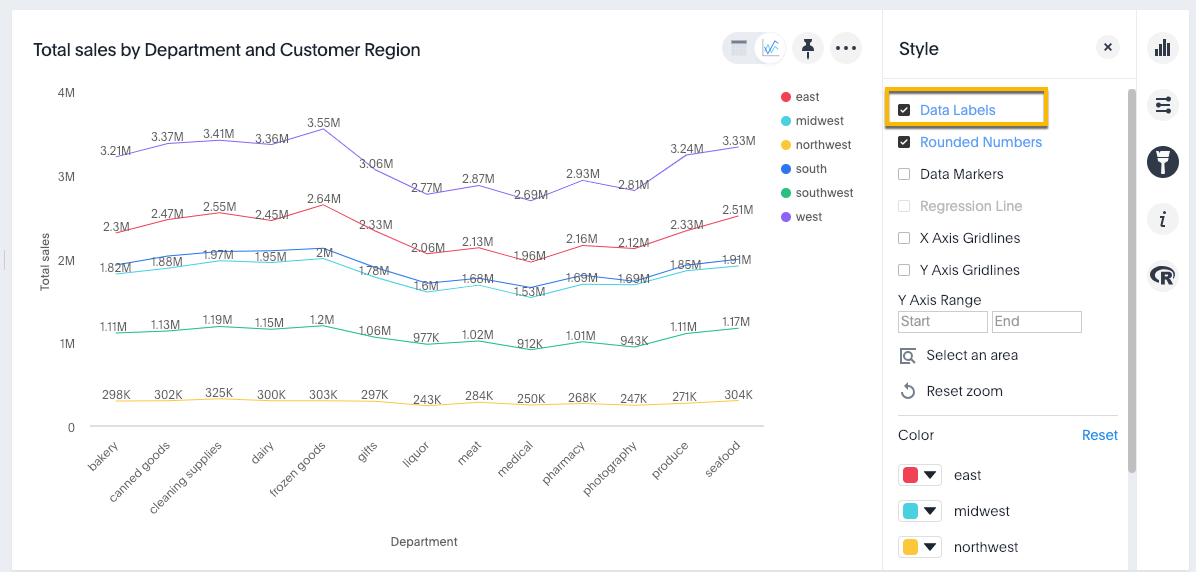 Total sales by Department and Customer Region
4M
3M
2M
1M
0
Total sales
3.21M 3.37M 3.41M 3.36M 3.55M 3.06M 2.77M 2.87M 2.69M 2.93M 2.81M 3.24M 3.33M
2.3M 2.47M 2.55M 2.45M 2.64M 2.33M 2.06M 2.13M 1.96M 2.16M 2.12M 2.33M 2.51M
1.82M 1.88M 1.97M 1.95M 2M 1.78M 1.6M 1.68M 1.53M 1.69M 1.69M 1.85M 1.91M
1.11M 1.13M 1.19M 1.15M 1.2M 1.06M 977K 1.02M 912K 1.01M 943K 1.11M 1.17M
298K 302K 325K 300K 303K 297K 243K 284K 250K 268K 247K 271K 304K
bakery
canned goods
cleaning supplies
dairy
frozen goods
gifts
liquor
meat
medical
pharmacy
photography
produce
seafood
Department
east
midwest
northwest
south
southwest
west
Style
Data Labels
Rounded Numbers
Data Markers
Regression Line
X Axis Gridlines
Y Axis Gridlines
Y Axis Range
Start End
Select an area
Reset zoom
Color Reset
east
midwest
northwest
i
R